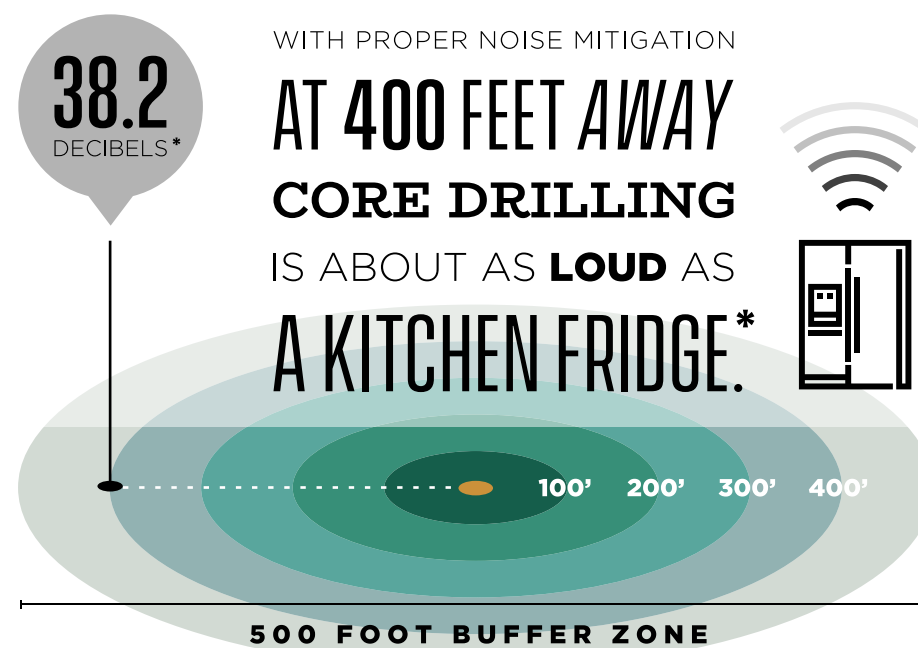 38.2
DECIBELS*
WITH PROPER NOISE MITIGATION
AT 400 FEET AWAY
CORE DRILLING
IS ABOUT AS LOUD AS
A KITCHEN FRIDGE.*
100’ 200’ 300’ 400’
500 FOOT BUFFER ZONE